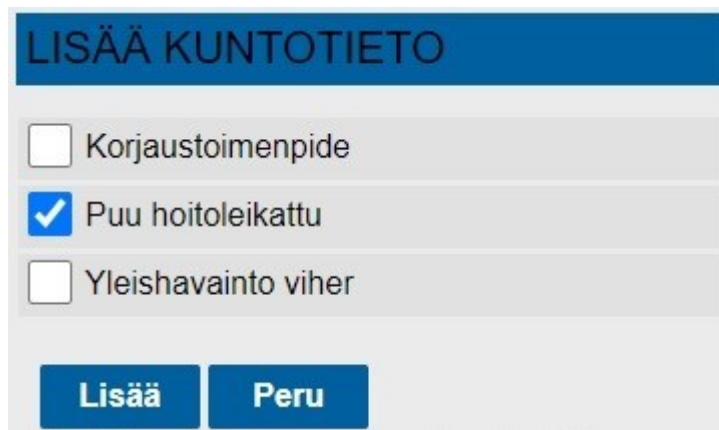 LISÄÄ KUNTOTIETO
Korjaustoimenpide
Puu hoitoleikattu
Yleishavainto viher
Lisää Peru